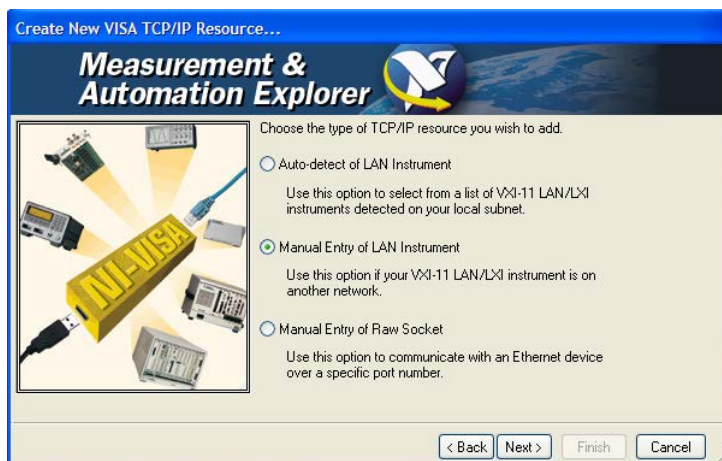 Create New VISA TCP/IP Resource...
Measurement &
Automation Explorer
NI-VISA
Choose the type of TCP/IP resource you wish to add.
Auto-detect of LAN Instrument
Use this option to select from a list of VXI-11 LAN/LXI
instruments detected on your local subnet.
Manual Entry of LAN Instrument
Use this option if your VXI-11 LAN/LXI instrument is on
another network.
Manual Entry of Raw Socket
Use this option to communicate with an Ethernet device
over a specific port number.
< Back
Next >
Finish
Cancel